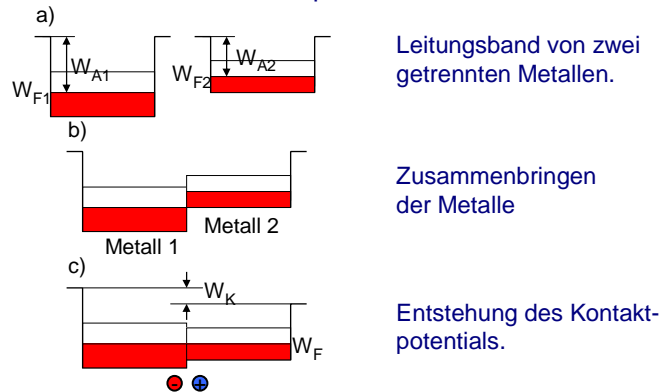 a)
W_A1
W_A2
W_F1
W_F2
Leitungsband von zwei
getrennten Metallen.
b)
Metall 1
Metall 2
Zusammenbringen
der Metalle
c)
W_K
W_F
- +
Entstehung des Kontakt-
potentials.